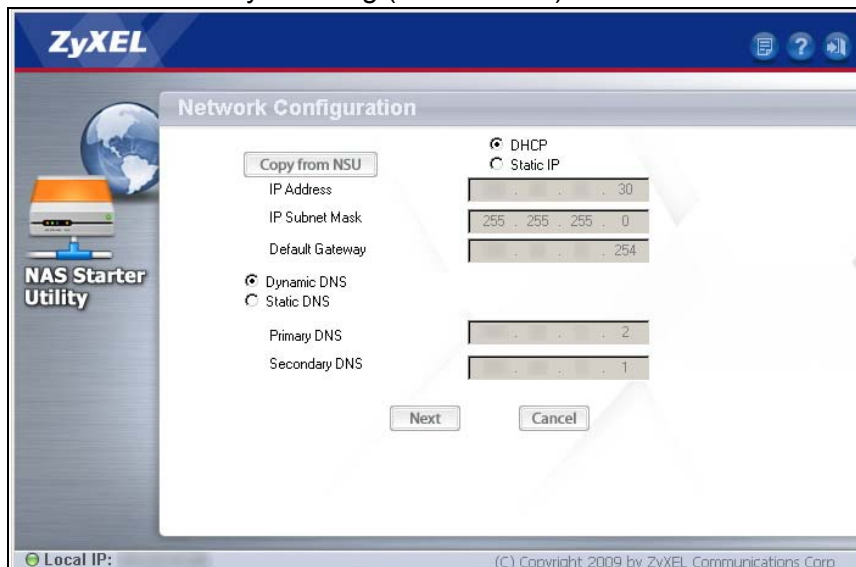 ZyXEL
Network Configuration
DHCP
Copy from NSU
Static IP
IP Address
. . . 30
IP Subnet Mask
255 . 255 . 255 . 0
Default Gateway
. . . 254
NAS Starter
Utility
Dynamic DNS
Static DNS
Primary DNS
. . . 2
Secondary DNS
. . . 1
Next
Cancel
Local IP:
(C) Copyright 2009 by ZyXEL Communications Corp